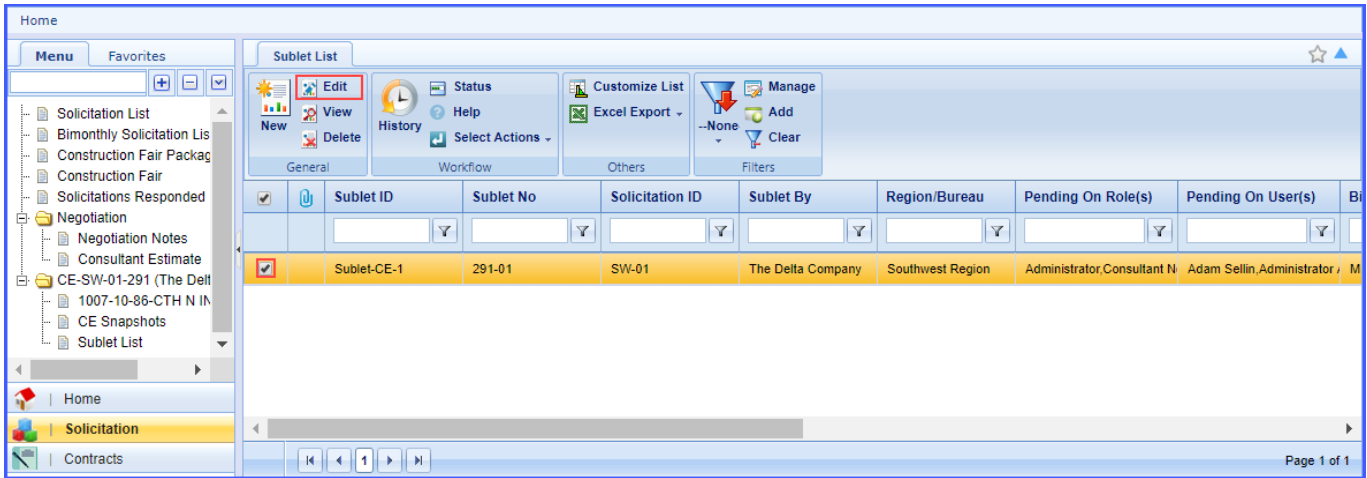 Home
Menu Favorites
Solicitation List
Bimonthly Solicitation Lis
Construction Fair Packag
Construction Fair
Solicitations Responded
Negotiation
Negotiation Notes
Consultant Estimate
CE-SW-01-291 (The Delt
1007-10-86-CTH N IN
CE Snapshots
Sublet List
| Home
| Solicitation
| Contracts
Sublet List
New
Edit
View
Delete
General
History
Status
Help
Select Actions
Workflow
Customize List
Excel Export
Others
--None
Manage
Add
Clear
Filters
Sublet ID Sublet No Solicitation ID Sublet By Region/Bureau Pending On Role(s) Pending On User(s) Bi
Sublet-CE-1 291-01 SW-01 The Delta Company Southwest Region Administrator,Consultant N Adam Sellin,Administrator M
1 Page 1 of 1